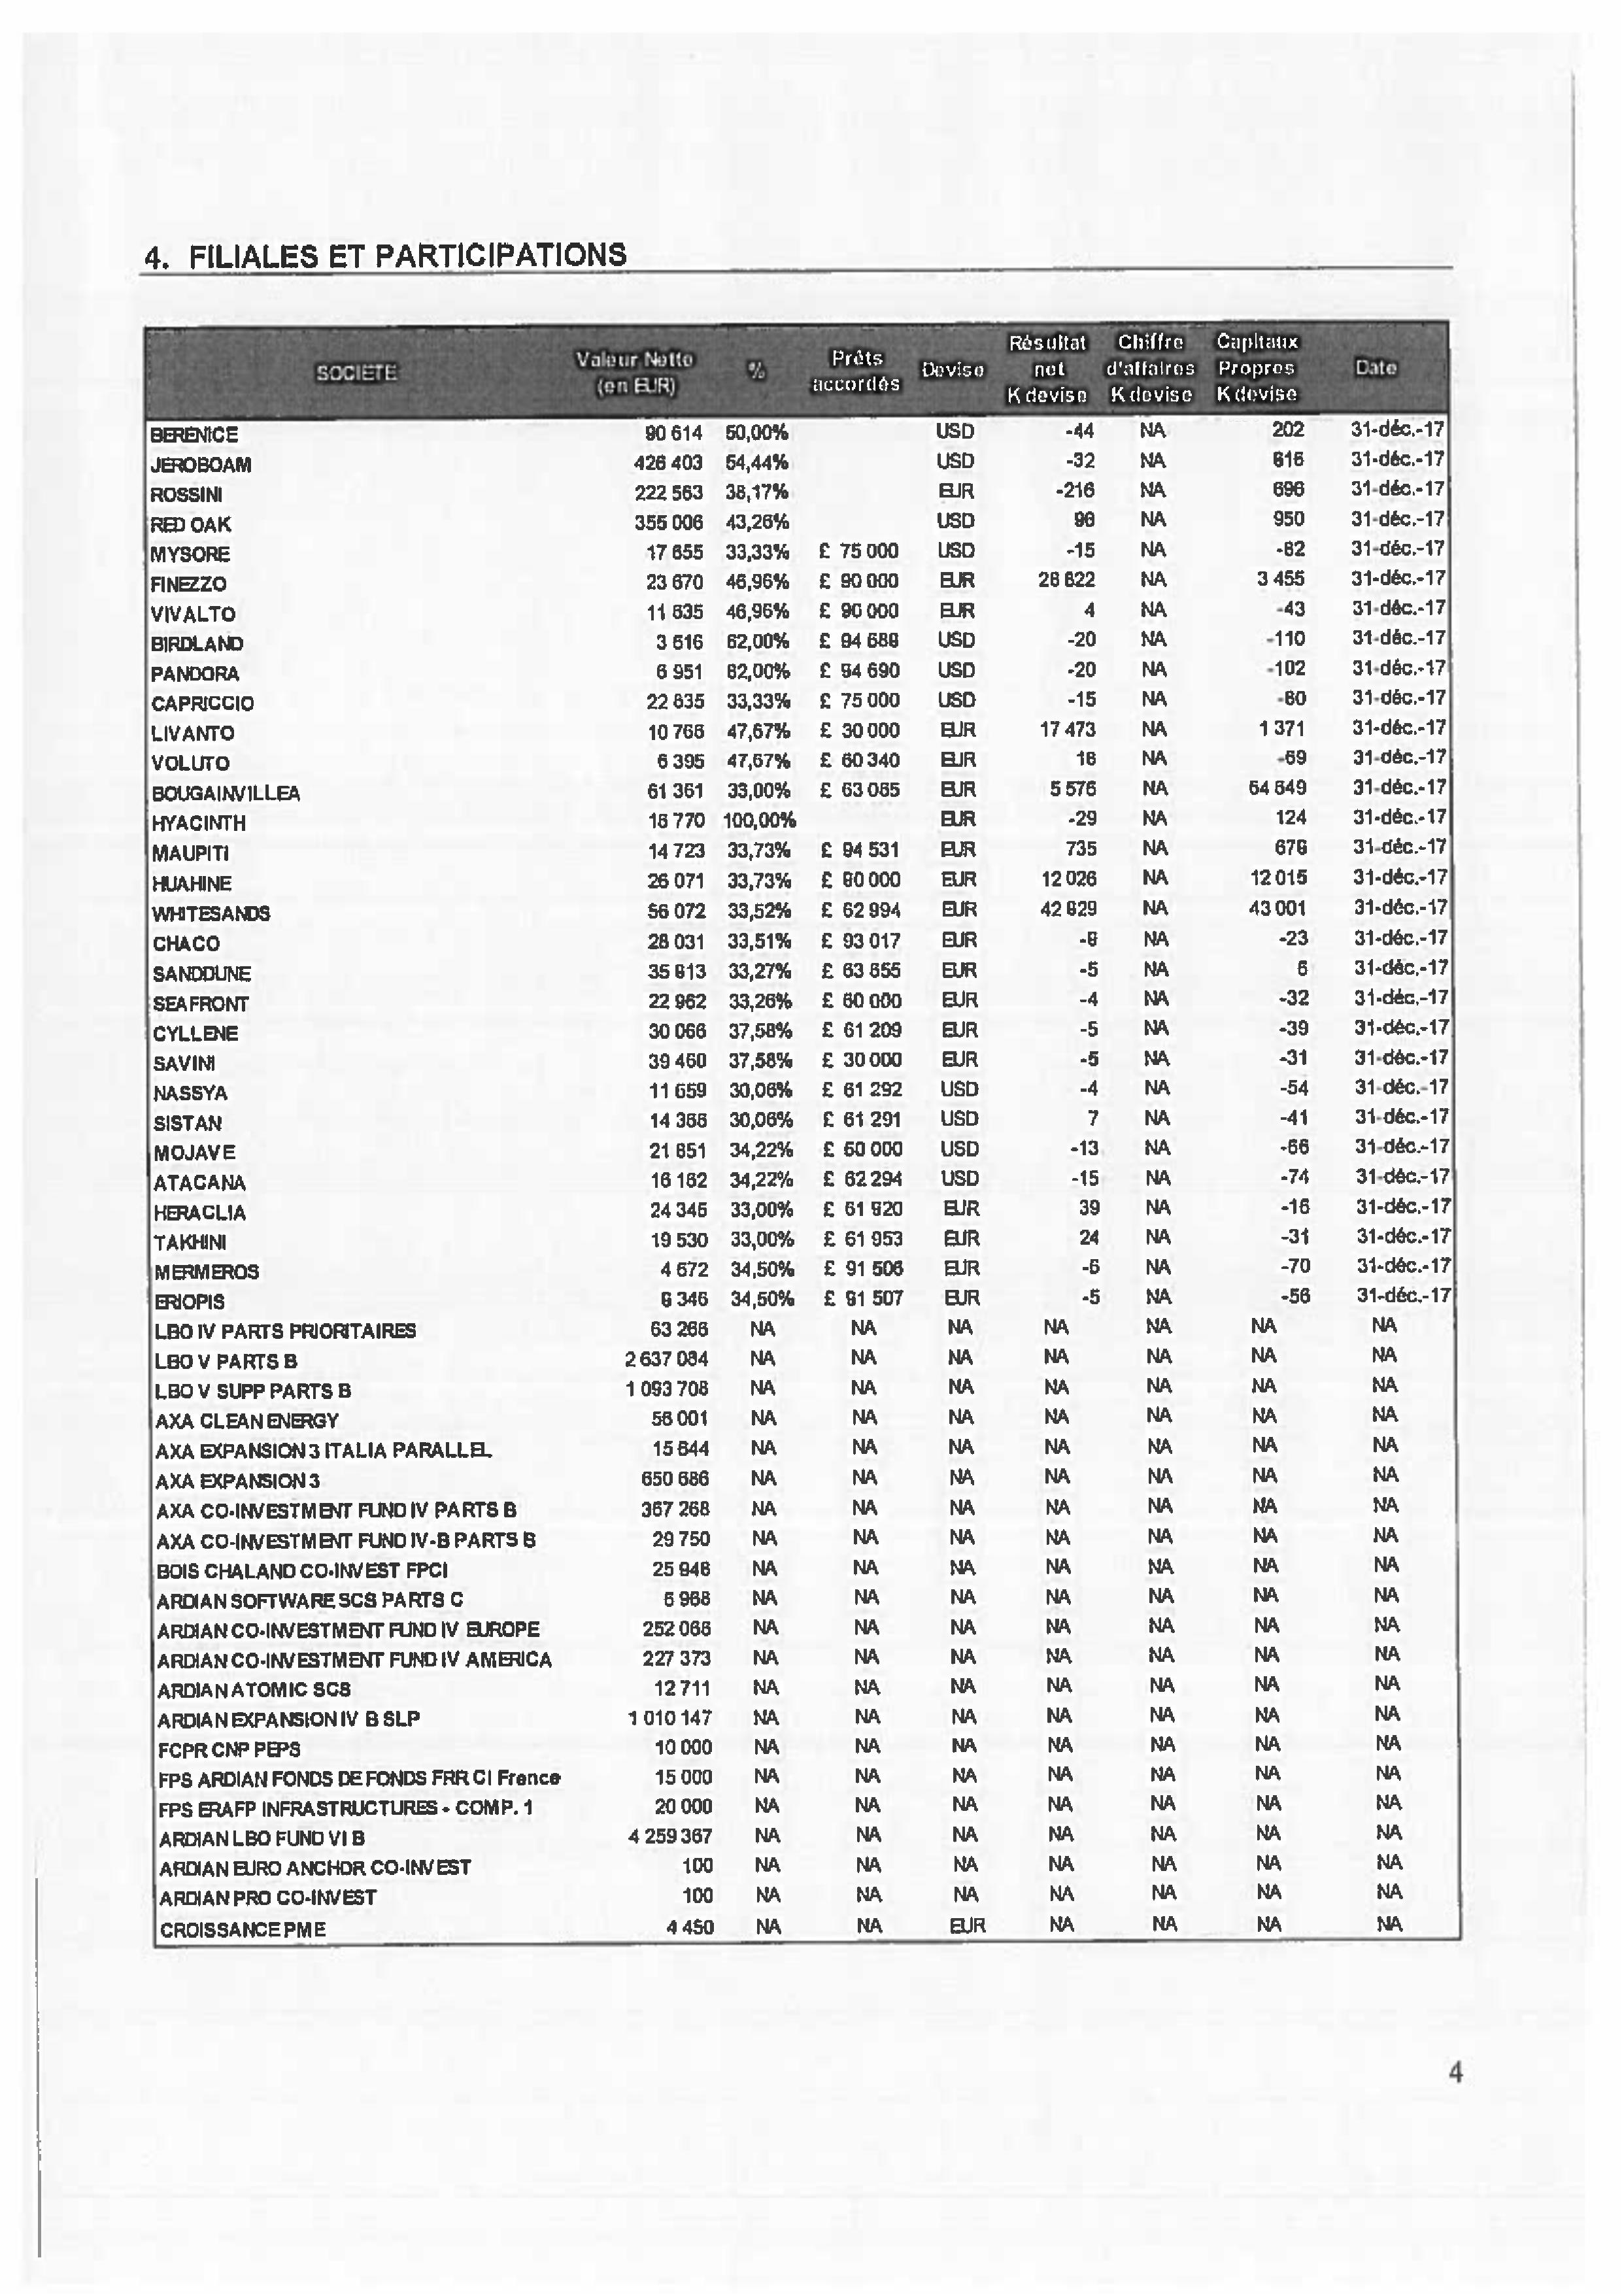 4. FILIALES ET PARTICIPATIONS
SOCIETE Valeur Nette (en EUR) % Prêts accordés Devise Résultat net K devise Chiffre d'affaires K devise Capitaux Propres K devise Date
BERENICE 90 614 50,00% USD -44 NA 202 31-déc.-17
JEROBOAM 426 403 54,44% USD -32 NA 616 31-déc.-17
ROSSINI 222 563 38,17% EUR -216 NA 696 31-déc.-17
RED OAK 355 006 43,26% USD 96 NA 950 31-déc.-17
MYSORE 17 655 33,33% £ 75 000 USD -15 NA -62 31-déc.-17
FINEZZO 23 670 46,96% £ 90 000 EUR 28 822 NA 3 455 31-déc.-17
VIVALTO 11 835 46,96% £ 90 000 EUR 4 NA -43 31-déc.-17
BIRDLAND 3 616 62,00% £ 94 688 USD -20 NA -110 31-déc.-17
PANDORA 6 951 62,00% £ 94 690 USD -20 NA -102 31-déc.-17
CAPRICCIO 22 835 33,33% £ 75 000 USD -15 NA -60 31-déc.-17
LIVANTO 10 766 47,67% £ 30 000 EUR 17 473 NA 1 371 31-déc.-17
VOLUTO 6 395 47,67% £ 60 340 EUR 16 NA -69 31-déc.-17
BOUGAINVILLEA 61 361 33,00% £ 63 065 EUR 5 576 NA 64 649 31-déc.-17
HYACINTH 16 770 100,00% EUR -29 NA 124 31-déc.-17
MAUPITI 14 723 33,73% £ 94 531 EUR 735 NA 676 31-déc.-17
HUAHINE 26 071 33,73% £ 80 000 EUR 12 026 NA 12 015 31-déc.-17
WHITESANDS 56 072 33,52% £ 62 994 EUR 42 829 NA 43 001 31-déc.-17
CHACO 28 031 33,51% £ 93 017 EUR NA -23 31-déc.-17
SANDDUNE 35 813 33,27% £ 63 655 EUR -5 NA 6 31-déc.-17
SEAFRONT 22 962 33,26% £ 60 000 EUR -4 NA -32 31-déc.-17
CYLLENE 30 066 37,58% £ 61 209 EUR -5 NA -39 31-déc.-17
SAVINI 39 460 37,58% £ 30 000 EUR -5 NA -31 31-déc.-17
NASSYA 11 659 30,06% £ 61 292 USD -4 NA -54 31-déc.-17
SISTAN 14 366 30,06% £ 61 291 USD 7 NA -41 31-déc.-17
MOJAVE 21 851 34,22% £ 60 000 USD -13 NA -66 31-déc.-17
ATACANA 16 162 34,22% £ 62 294 USD -15 NA -74 31-déc.-17
HERACLIA 24 345 33,00% £ 61 920 EUR 39 NA -16 31-déc.-17
TAKHINI 19 530 33,00% £ 61 953 EUR 24 NA -31 31-déc.-17
MERMEROS 4 672 34,50% £ 91 506 EUR NA -70 31-déc.-17
ERIOPIS 34,50% £ 91 507 EUR -5 NA -56 31-déc.-17
LBO IV PARTS PRIORITAIRES 63 266 NA NA NA NA NA NA NA
LBO V PARTS B 2 637 084 NA NA NA NA NA NA NA
LBO V SUPP PARTS B 1 093 708 NA NA NA NA NA NA NA
AXA CLEAN ENERGY 56 001 NA NA NA NA NA NA NA
AXA EXPANSION 3 ITALIA PARALLEL 15 844 NA NA NA NA NA NA NA
AXA EXPANSION 3 650 686 NA NA NA NA NA NA NA
AXA CO-INVESTMENT FUND IV PARTS B 367 268 NA NA NA NA NA NA NA
AXA CO-INVESTMENT FUND IV-B PARTS B 29 750 NA NA NA NA NA NA NA
BOIS CHALAND CO-INVEST FPCI 25 946 NA NA NA NA NA NA NA
ARDIAN SOFTWARE SCS PARTS C 6 968 NA NA NA NA NA NA NA
ARDIAN CO-INVESTMENT FUND IV EUROPE 252 066 NA NA NA NA NA NA NA
ARDIAN CO-INVESTMENT FUND IV AMERICA 227 373 NA NA NA NA NA NA NA
ARDIAN ATOMIC SCS 12 711 NA NA NA NA NA NA NA
ARDIAN EXPANSION IV B SLP 1 010 147 NA NA NA NA NA NA NA
FCPR CNP PEPS 10 000 NA NA NA NA NA NA NA
FPS ARDIAN FONDS DE FONDS FRR CI France 15 000 NA NA NA NA NA NA NA
FPS ERAFP INFRASTRUCTURES - COMP. 1 20 000 NA NA NA NA NA NA NA
ARDIAN LBO FUND VI B 4 259 367 NA NA NA NA NA NA NA
ARDIAN EURO ANCHOR CO-INVEST 100 NA NA NA NA NA NA NA
ARDIAN PRO CO-INVEST 100 NA NA NA NA NA NA NA
CROISSANCE PME 4 450 NA NA EUR NA NA NA NA
4